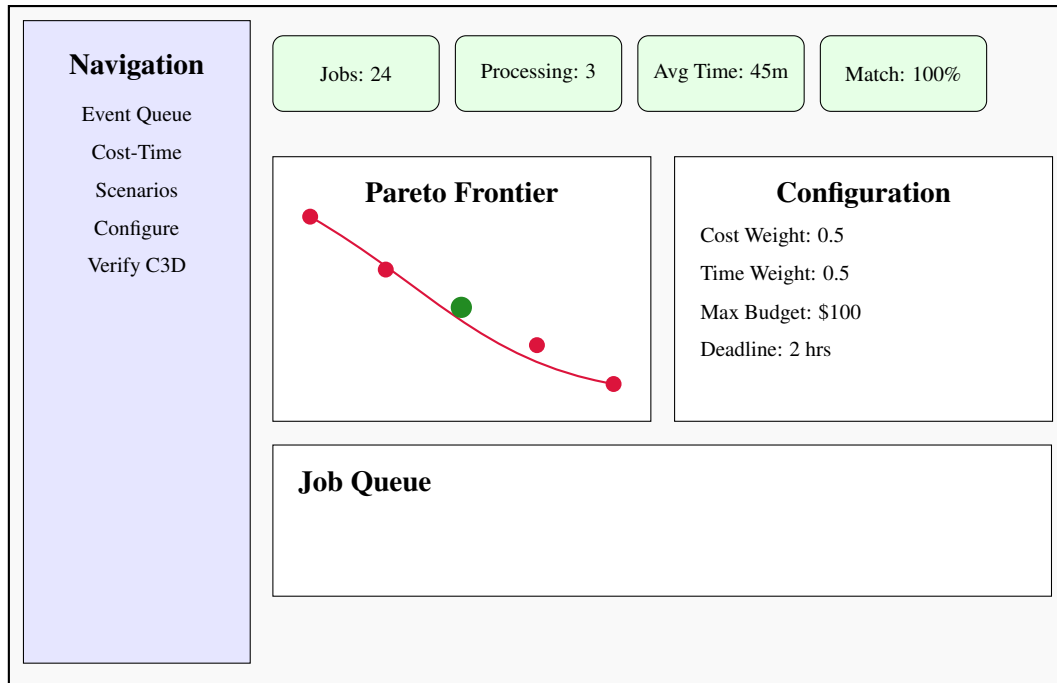 Navigation
Event Queue
Cost-Time
Scenarios
Configure
Verify C3D
Jobs: 24
Processing: 3
Avg Time: 45m
Match: 100%
Pareto Frontier
Configuration
Cost Weight: 0.5
Time Weight: 0.5
Max Budget: $100
Deadline: 2 hrs
Job Queue